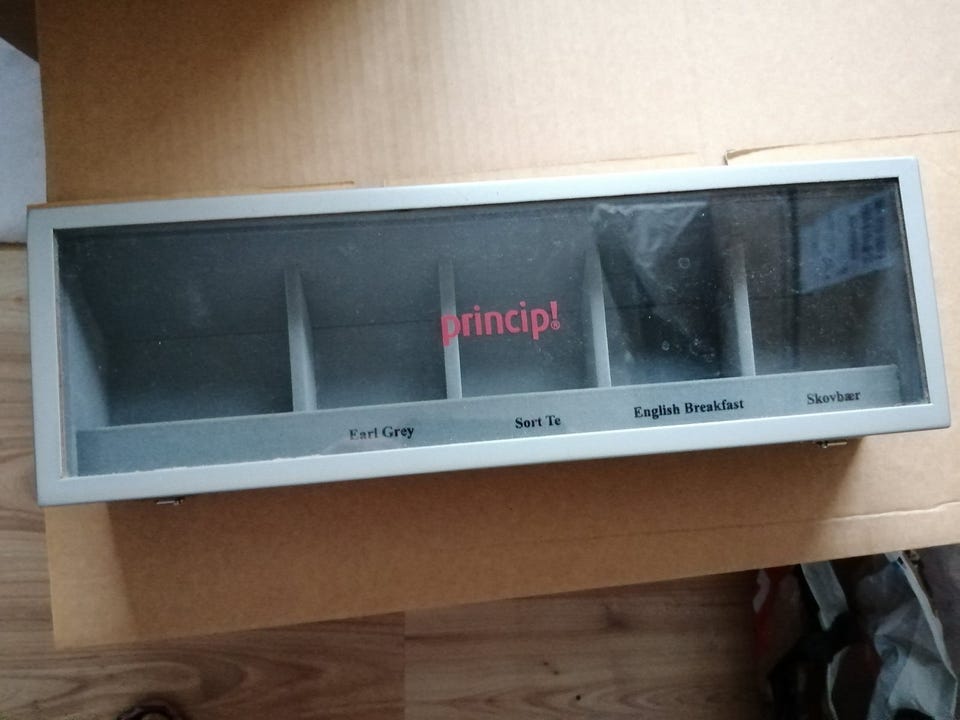 princip!®
Earl Grey
Sort Te
English Breakfast
Skovbær